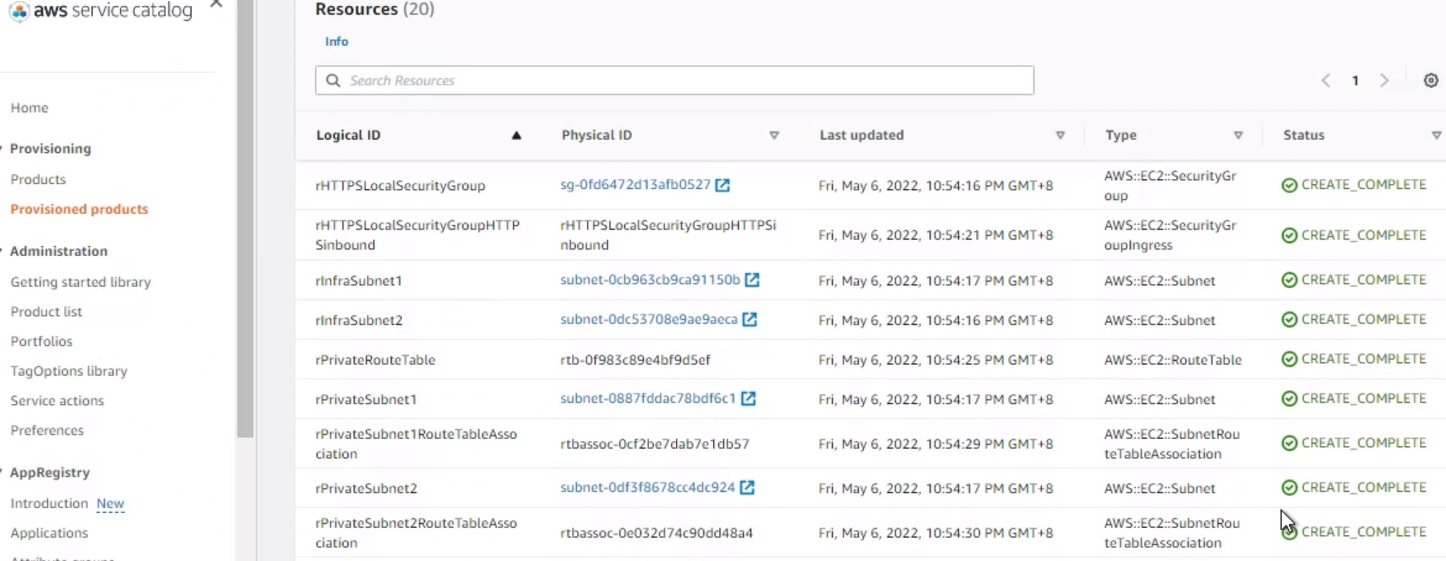 aws service catalog
Home
Provisioning
Products
Provisioned products
Administration
Getting started library
Product list
Portfolios
TagOptions library
Service actions
Preferences
AppRegistry
Introduction New
Applications
Attribute groups
Resources (20)
Info
Search Resources
1
Logical ID Physical ID Last updated Type Status
rHTTPSLocalSecurityGroup sg-0fd6472d13afb0527 Fri, May 6, 2022, 10:54:16 PM GMT+8 AWS::EC2::SecurityGr
oup CREATE_COMPLETE
rHTTPSLocalSecurityGroupHTTP rHTTPSLocalSecurityGroupHTTPSi Fri, May 6, 2022, 10:54:21 PM GMT+8 AWS::EC2::SecurityGr CREATE_COMPLETE
Sinbound nbound oupIngress
rInfraSubnet1 subnet-0cb963cb9ca91150b Fri, May 6, 2022, 10:54:17 PM GMT+8 AWS::EC2::Subnet CREATE_COMPLETE
rInfraSubnet2 subnet-0dc53708e9ae9aeca Fri, May 6, 2022, 10:54:16 PM GMT+8 AWS::EC2::Subnet CREATE_COMPLETE
rPrivateRouteTable rtb-0f983c89e4bf9d5ef Fri, May 6, 2022, 10:54:25 PM GMT+8 AWS::EC2::RouteTable CREATE_COMPLETE
rPrivateSubnet1 subnet-0887fddac78bdf6c1 Fri, May 6, 2022, 10:54:17 PM GMT+8 AWS::EC2::Subnet CREATE_COMPLETE
rPrivateSubnet1RouteTableAsso rtbassoc-0cf2be7dab7e1db57 Fri, May 6, 2022, 10:54:29 PM GMT+8 AWS::EC2::SubnetRou CREATE_COMPLETE
ciation teTableAssociation
rPrivateSubnet2 subnet-0df3f8678cc4dc924 Fri, May 6, 2022, 10:54:17 PM GMT+8 AWS::EC2::Subnet CREATE_COMPLETE
rPrivateSubnet2RouteTableAsso rtbassoc-0e032d74c90dd48a4 Fri, May 6, 2022, 10:54:30 PM GMT+8 AWS::EC2::SubnetRou CREATE_COMPLETE
ciation teTableAssociation